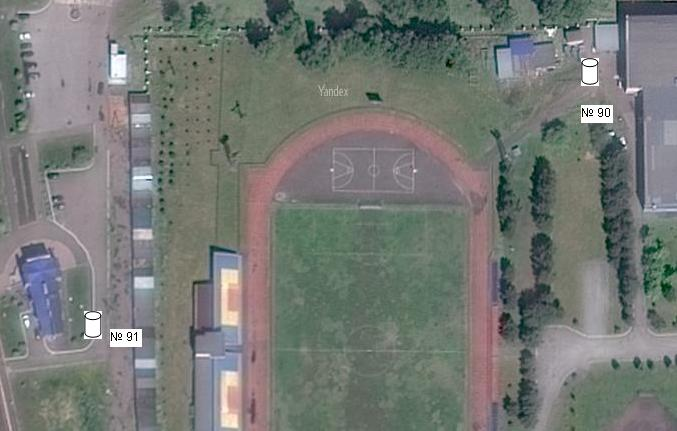 Yandex
№ 90
№ 91